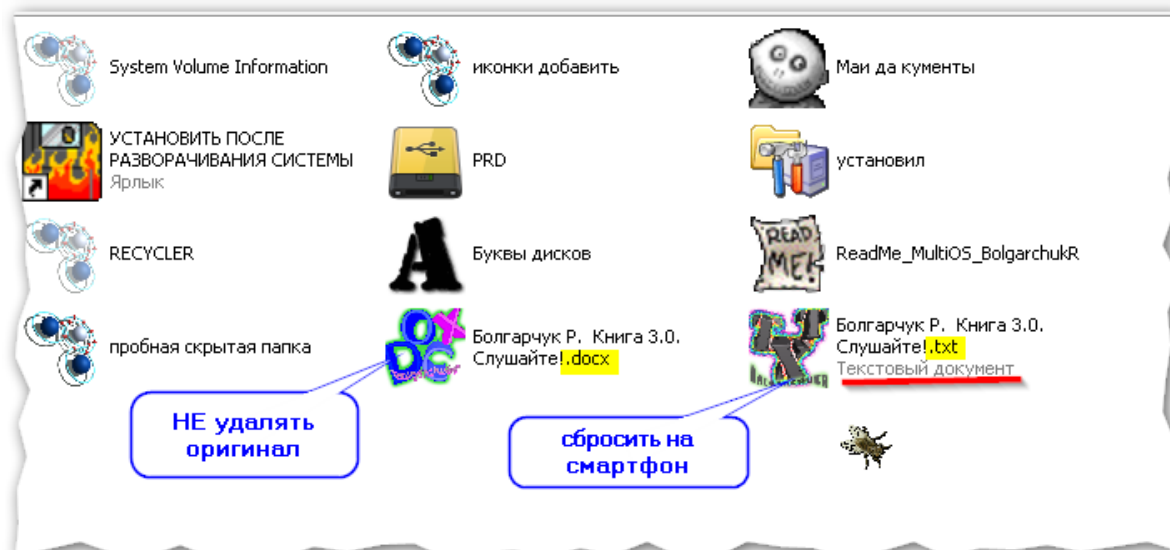 System Volume Information
иконки добавить
Маи да кументы
УСТАНОВИТЬ ПОСЛЕ
РАЗВОРАЧИВАНИЯ СИСТЕМЫ
Ярлык
PRD
установил
RECYCLER
Буквы дисков
READ
ME!
ReadMe_MultiOS_BolgarchukR
пробная скрытая папка
Болгарчук Р. Книга 3.0.
Слушайте!.docx
Болгарчук Р. Книга 3.0.
Слушайте!.txt
Текстовый документ
НЕ удалять
оригинал
сбросить на
смартфон